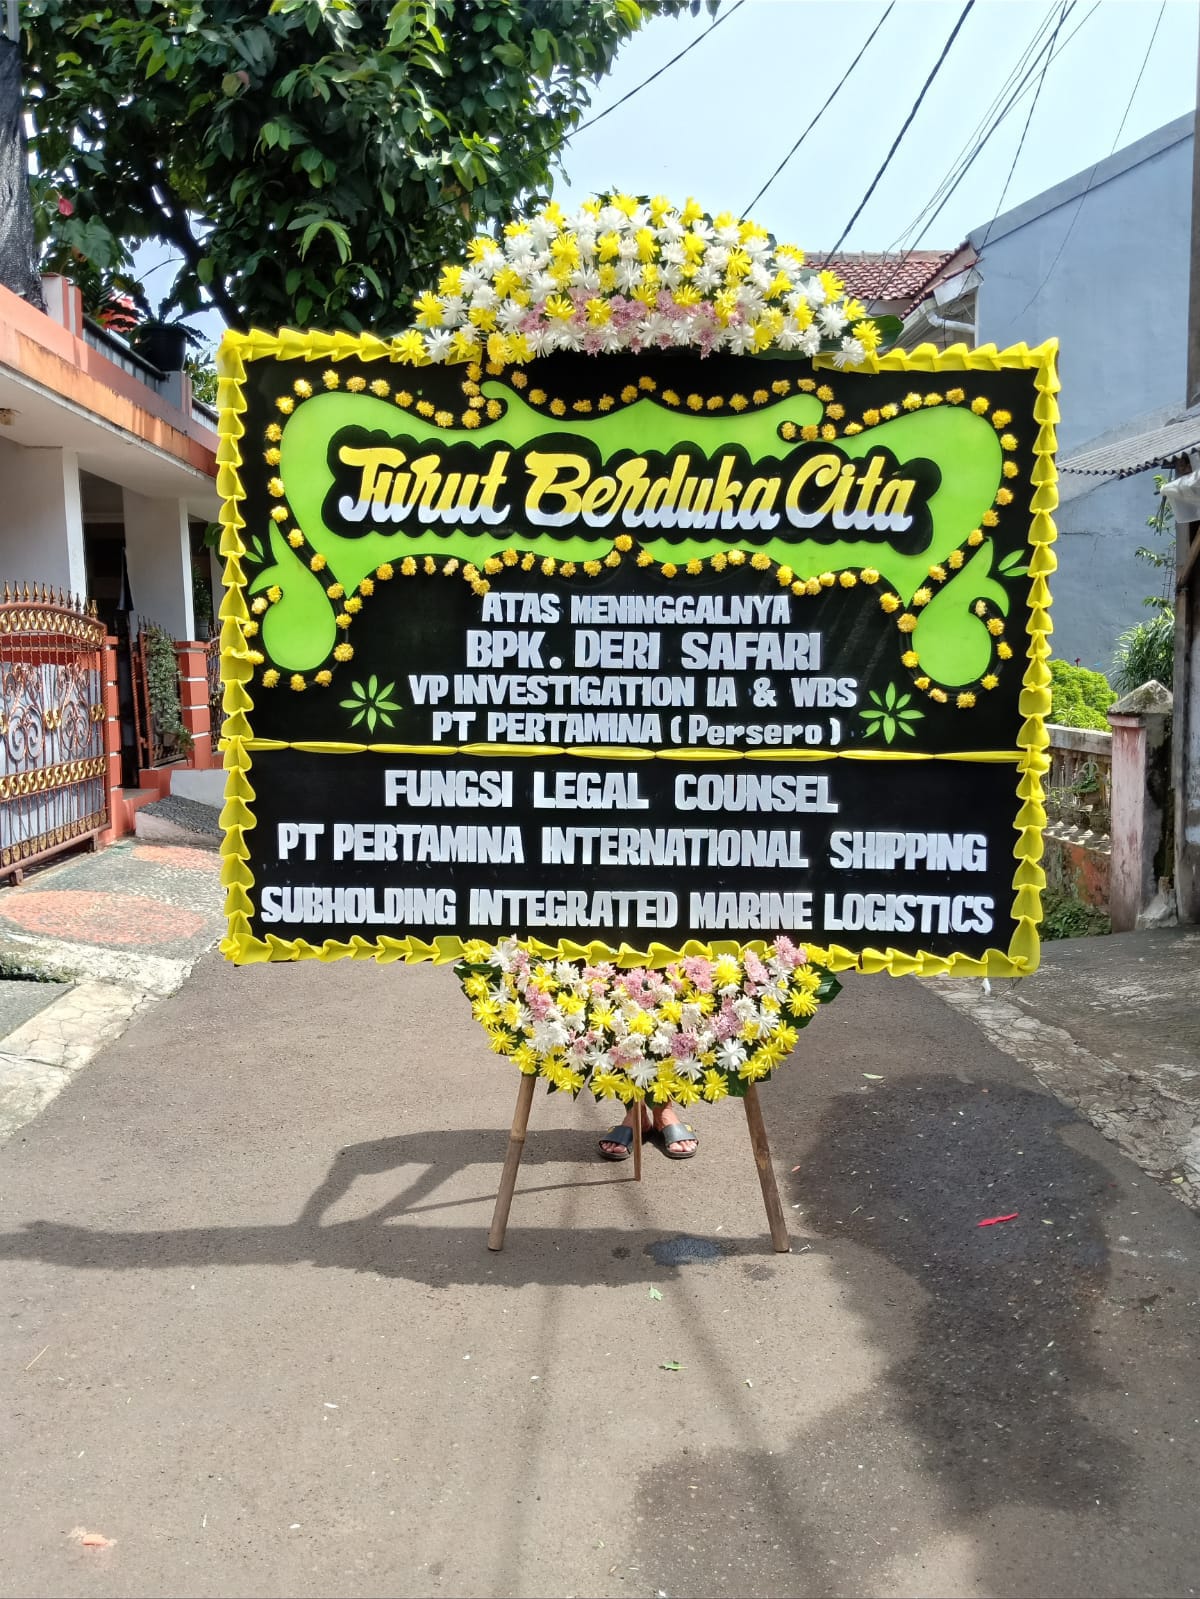 Turut Berduka Cita
ATAS MENINGGALNYA
BPK. DERI SAFARI
VP INVESTIGATION IA & WBS
PT PERTAMINA (Persero)
FUNGSI LEGAL COUNSEL
PT PERTAMINA INTERNATIONAL SHIPPING
SUBHOLDING INTEGRATED MARINE LOGISTICS